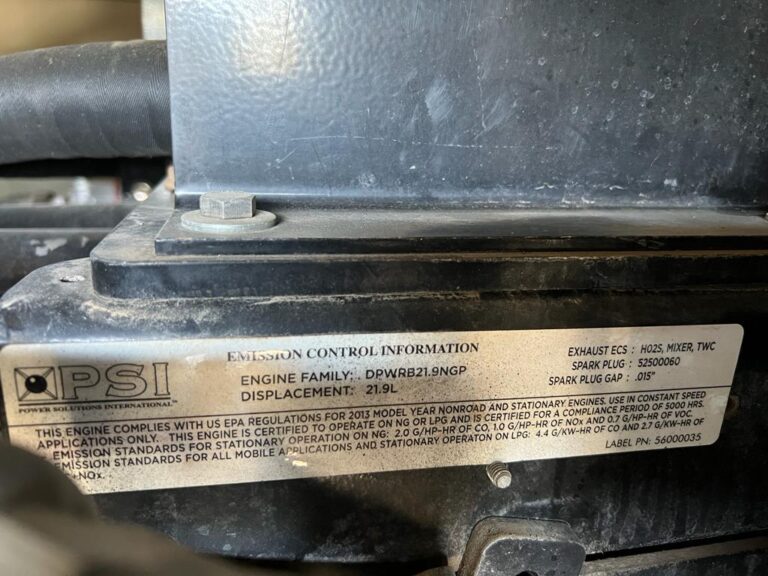 PSI
POWER SOLUTIONS INTERNATIONAL™
EMISSION CONTROL INFORMATION
ENGINE FAMILY: DPWRB21.9NGP
DISPLACEMENT: 21.9L
EXHAUST ECS : HO2S, MIXER, TWC
SPARK PLUG : 52500060
SPARK PLUG GAP : .015"
THIS ENGINE COMPLIES WITH US EPA REGULATIONS FOR 2013 MODEL YEAR NONROAD AND STATIONARY ENGINES. USE IN CONSTANT SPEED
APPLICATIONS ONLY. THIS ENGINE IS CERTIFIED TO OPERATE ON NG OR LPG AND IS CERTIFIED FOR A COMPLIANCE PERIOD OF 5000 HRS.
EMISSION STANDARDS FOR STATIONARY OPERATION ON NG: 2.0 G/HP-HR OF CO, 1.0 G/HP-HR OF NOx AND 0.7 G/HP-HR OF VOC.
EMISSION STANDARDS FOR ALL MOBILE APPLICATIONS AND STATIONARY OPERATON ON LPG: 4.4 G/KW-HR OF CO AND 2.7 G/KW-HR OF
+NOx.
LABEL PN: 56000035